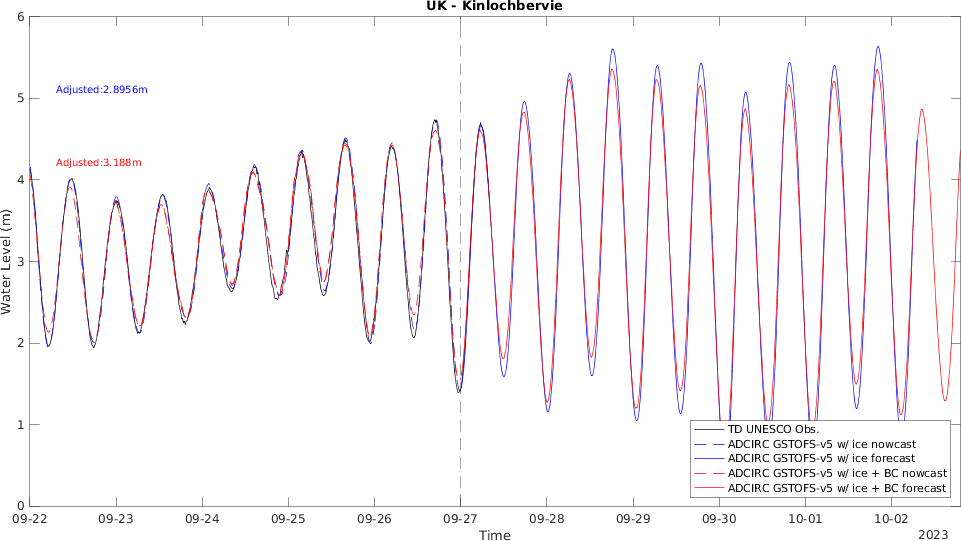 UK - Kinlochbervie
6
5
4
3
2
1
0
Water Level (m)
Adjusted:2.8956m
Adjusted:3.188m
TD UNESCO Obs.
ADCIRC GSTOFS-v5 w/ ice nowcast
ADCIRC GSTOFS-v5 w/ ice forecast
ADCIRC GSTOFS-v5 w/ ice + BC nowcast
ADCIRC GSTOFS-v5 w/ ice + BC forecast
09-22 09-23 09-24 09-25 09-26 09-27 09-28 09-29 09-30 10-01 10-02
Time
2023